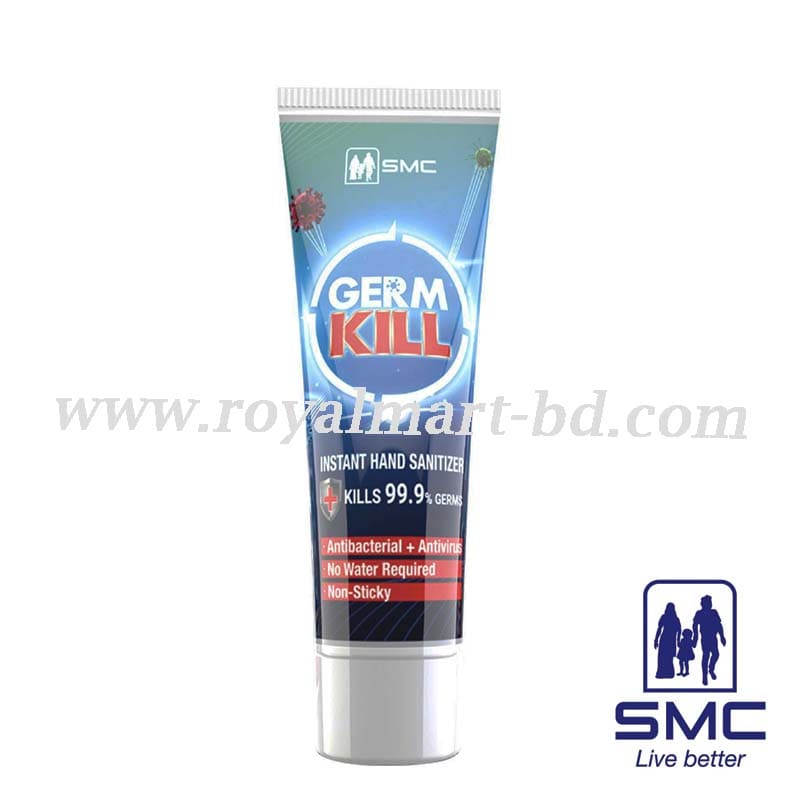 SMC
GERM
KILL
www.royalmart-bd.com
INSTANT HAND SANITIZER
KILLS 99.9% GERMS
· Antibacterial + Antivirus
· No Water Required
· Non-Sticky
SMC
Live better